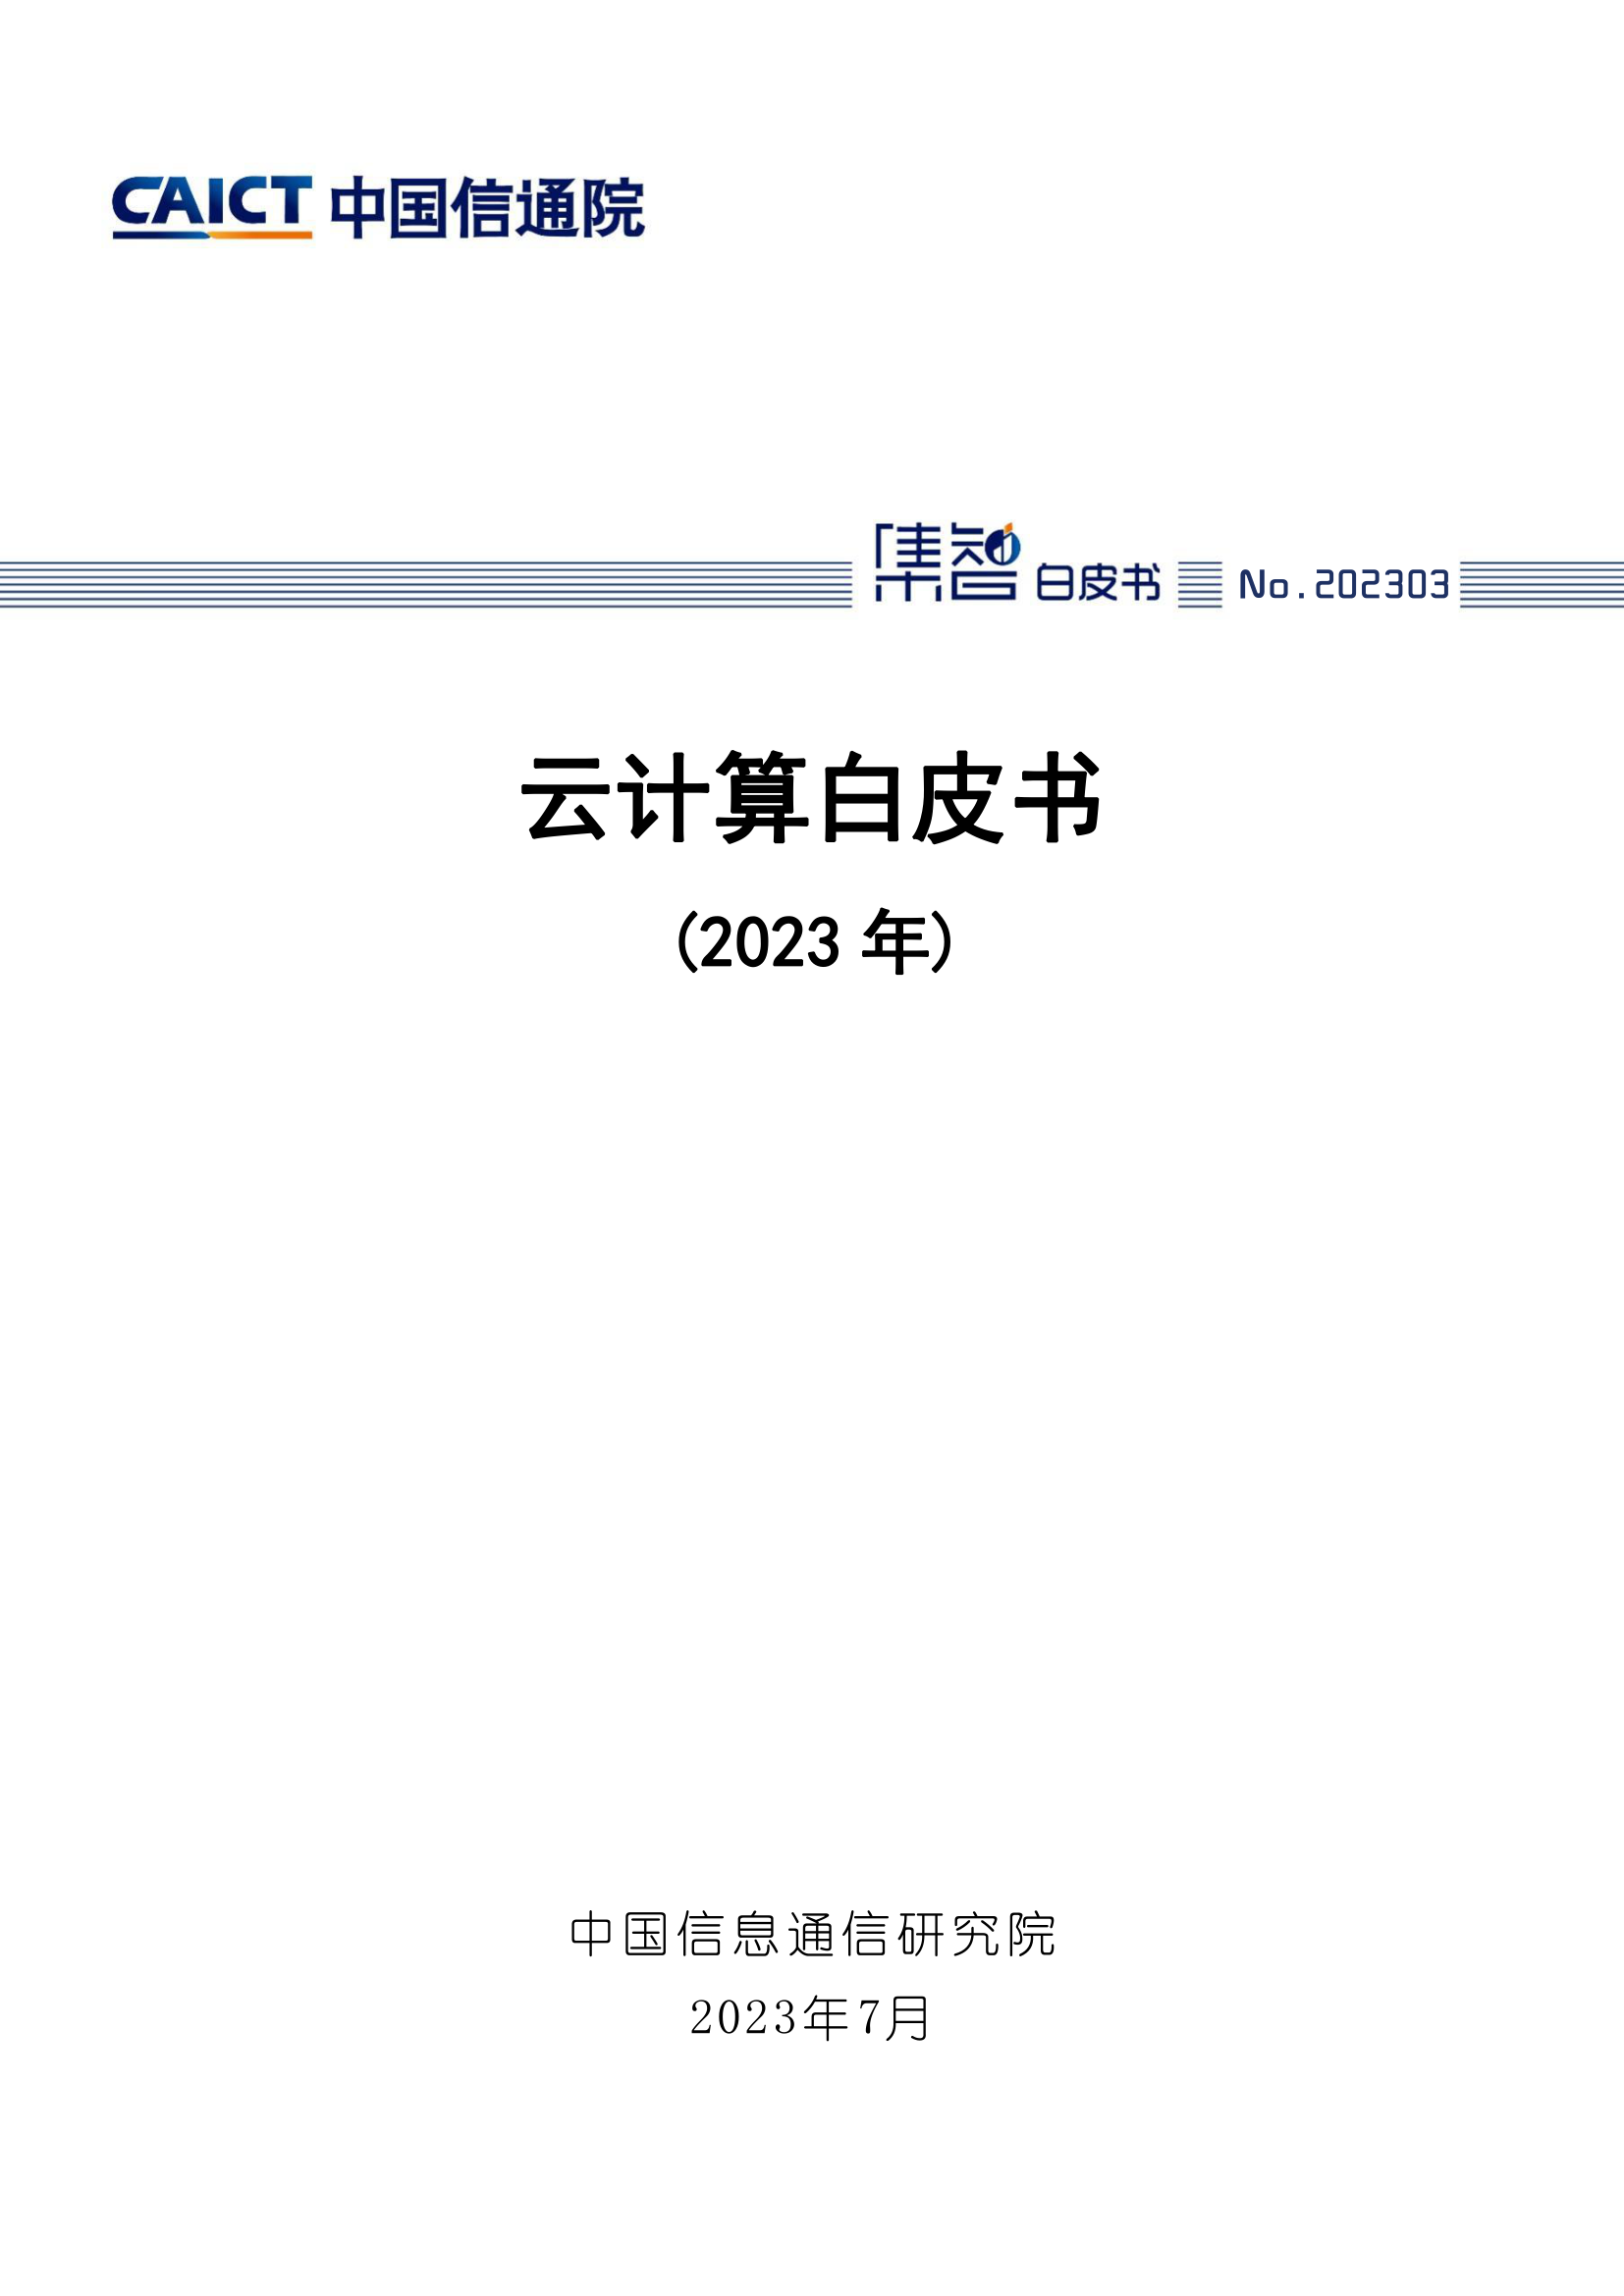 CAICT 中国信通院
集智 白皮书 No.202303
云计算白皮书
(2023 年)
中国信息通信研究院
2023年7月